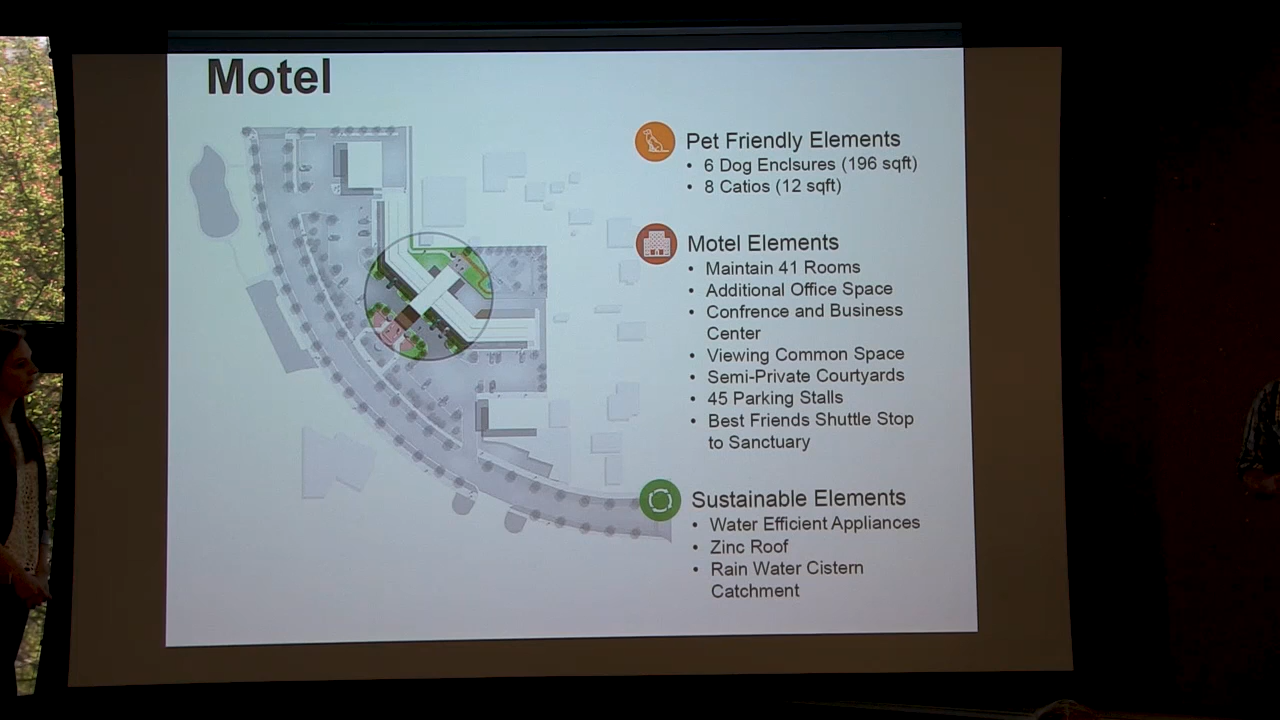 Motel
Pet Friendly Elements
• 6 Dog Enclsures (196 sqft)
• 8 Catios (12 sqft)
Motel Elements
• Maintain 41 Rooms
• Additional Office Space
• Confrence and Business
Center
• Viewing Common Space
• Semi-Private Courtyards
• 45 Parking Stalls
• Best Friends Shuttle Stop
to Sanctuary
Sustainable Elements
• Water Efficient Appliances
• Zinc Roof
• Rain Water Cistern
Catchment